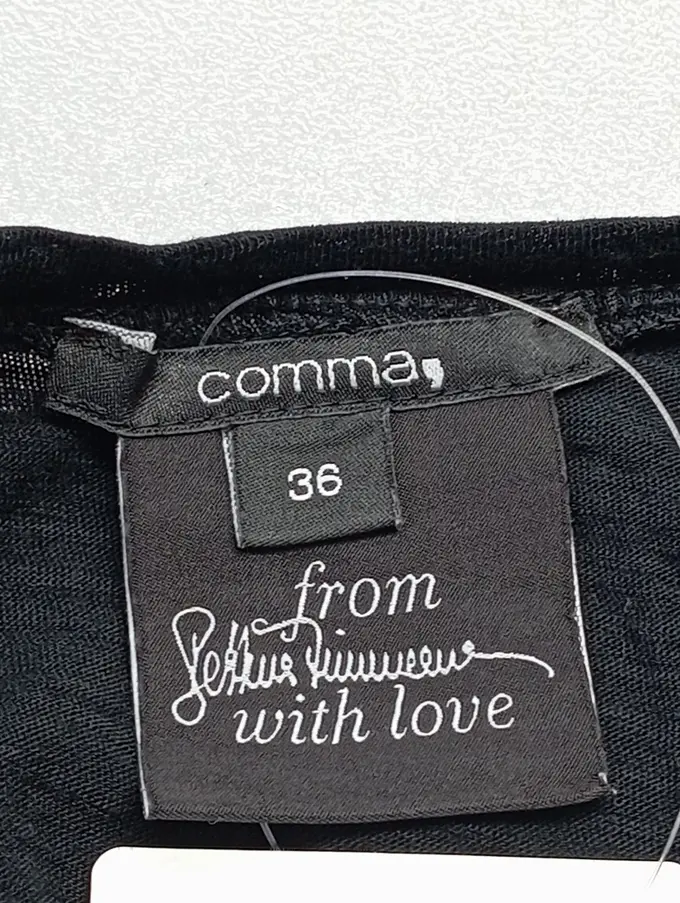 comma,
36
from
with love